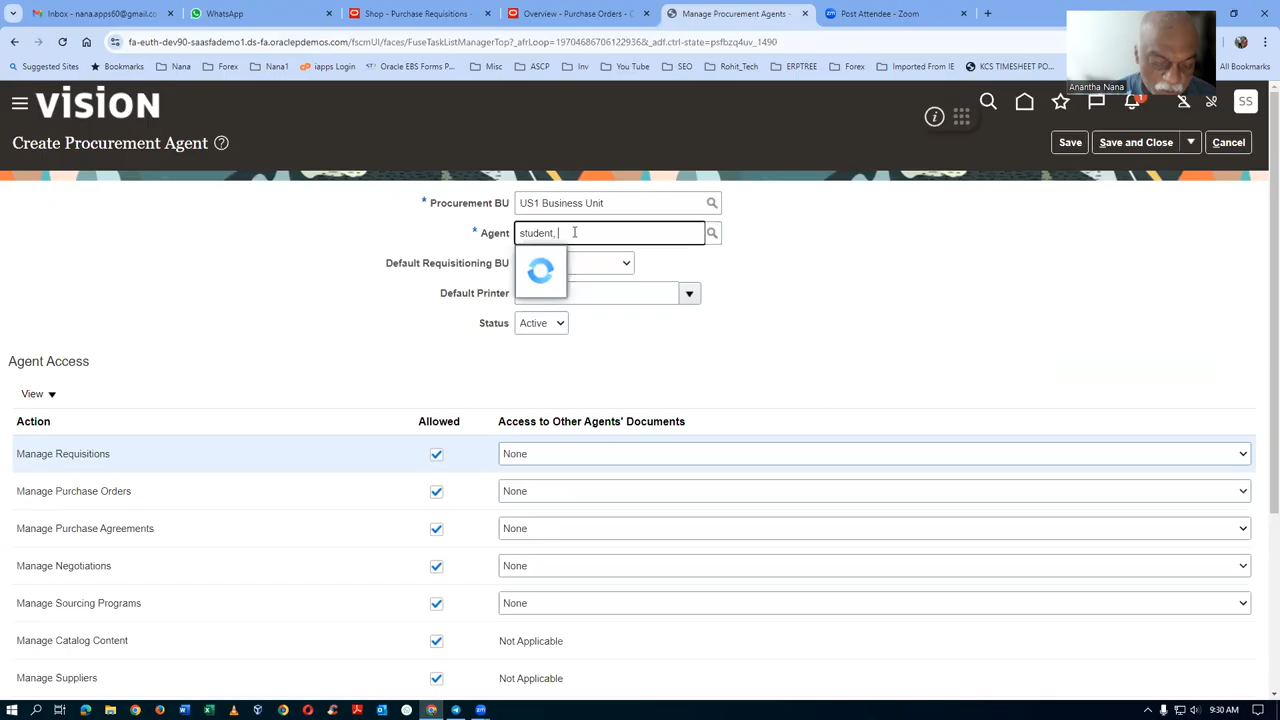 Inbox - apps60@gmail.co
WhatsApp
Shop - Purchase Requisitions -
Overview - Purchase Orders - O
Manage Procurement Agents -
Post Attendee - Zoom
fa-euth-dev90-saasfademo1.ds-fa.oraclepdemos.com/fscmUI/faces/FuseTaskListManagerTop?_afrLoop=19704686706122936&_adf.ctrl-state=psfbzq4uv_1490
Suggested Sites
Bookmarks
Nana
Forex
Nana1
iapps Login
Oracle EBS Forms P...
Misc
ASCP
Inv
You Tube
SEO
Rohit_Tech
ERPTREE
Forex
Imported From IE
KCS TIMESHEET PO...
All Bookmarks
Anantha Nana
VISION
1
SS
Create Procurement Agent
Save
Save and Close
Cancel
* Procurement BU
US1 Business Unit
* Agent
student,
Default Requisitioning BU
Default Printer
Status
Active
Agent Access
View
Action
Allowed
Access to Other Agents' Documents
Manage Requisitions
None
Manage Purchase Orders
None
Manage Purchase Agreements
None
Manage Negotiations
None
Manage Sourcing Programs
None
Manage Catalog Content
Not Applicable
Manage Suppliers
Not Applicable
9:30 AM